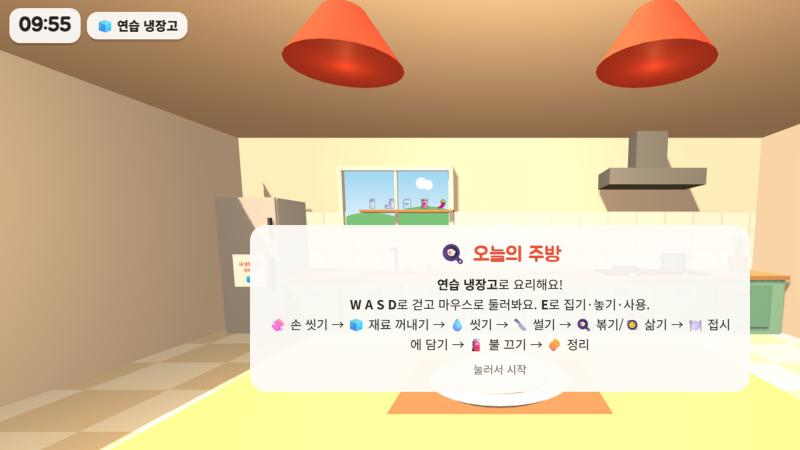 09:55
연습 냉장고
오늘의 주방
연습 냉장고로 요리해요!
W A S D로 걷고 마우스로 둘러봐요. E로 집기·놓기·사용.
손 씻기 → 재료 꺼내기 → 씻기 → 썰기 → 볶기/ 삶기 → 접시
에 담기 → 불 끄기 → 정리
눌러서 시작